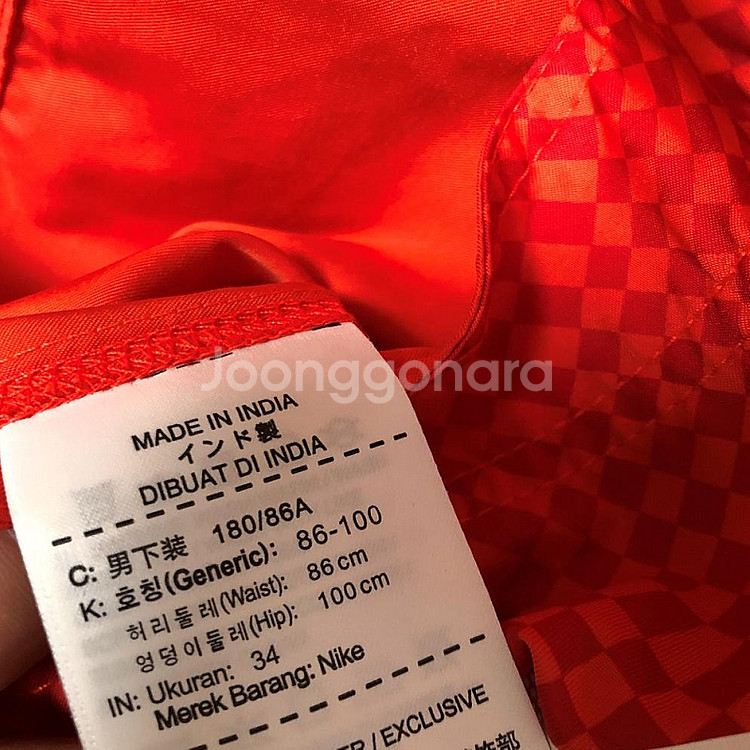 Joonggonara
MADE IN INDIA
インド製
DIBUAT DI INDIA
C: 男下装 180/86A
K: 호칭(Generic): 86-100
허리둘레(Waist): 86 cm
엉덩이둘레(Hip): 100 cm
IN: Ukuran: 34
Merek Barang: Nike
/ EXCLUSIVE